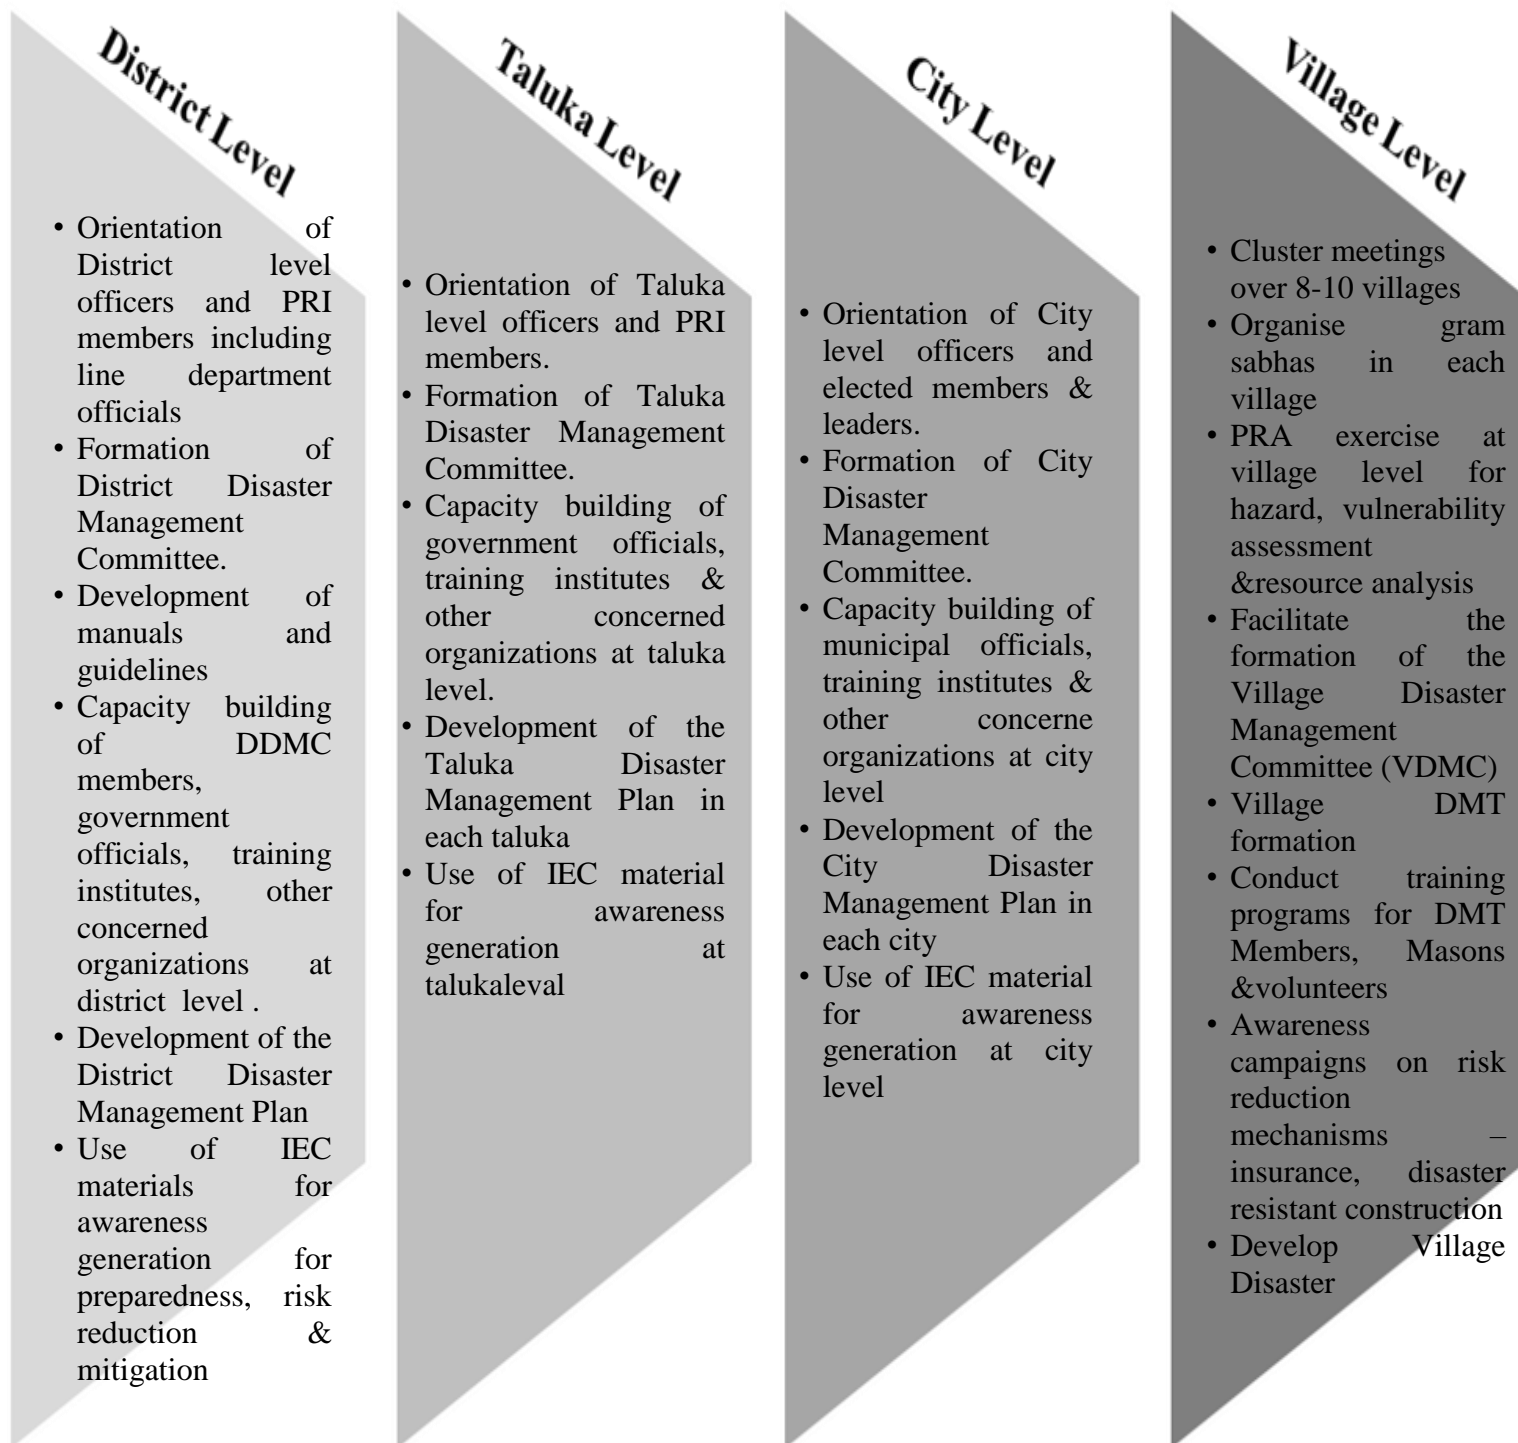 District Level
• Orientation of
District level
officers and PRI
members including
line department
officials
• Formation of
District Disaster
Management
Committee.
• Development of
manuals and
guidelines
• Capacity building
of DDMC
members,
government
officials, training
institutes, other
concerned
organizations at
district level .
• Development of the
District Disaster
Management Plan
• Use of IEC
materials for
awareness
generation for
preparedness, risk
reduction &
mitigation
Taluka Level
• Orientation of Taluka
level officers and PRI
members.
• Formation of Taluka
Disaster Management
Committee.
• Capacity building of
government officials,
training institutes &
other concerned
organizations at taluka
level.
• Development of the
Taluka Disaster
Management Plan in
each taluka
• Use of IEC material
for awareness
generation at
talukaleval
City Level
• Orientation of City
level officers and
elected members &
leaders.
• Formation of City
Disaster
Management
Committee.
• Capacity building of
municipal officials,
training institutes &
other concerne
organizations at city
level
• Development of the
City Disaster
Management Plan in
each city
• Use of IEC material
for awareness
generation at city
level
Village Level
• Cluster meetings
over 8-10 villages
• Organise gram
sabhas in each
village
• PRA exercise at
village level for
hazard, vulnerability
assessment
&resource analysis
• Facilitate the
formation of the
Village Disaster
Management
Committee (VDMC)
• Village DMT
formation
• Conduct training
programs for DMT
Members, Masons
&volunteers
• Awareness
campaigns on risk
reduction
mechanisms –
insurance, disaster
resistant construction
• Develop Village
Disaster